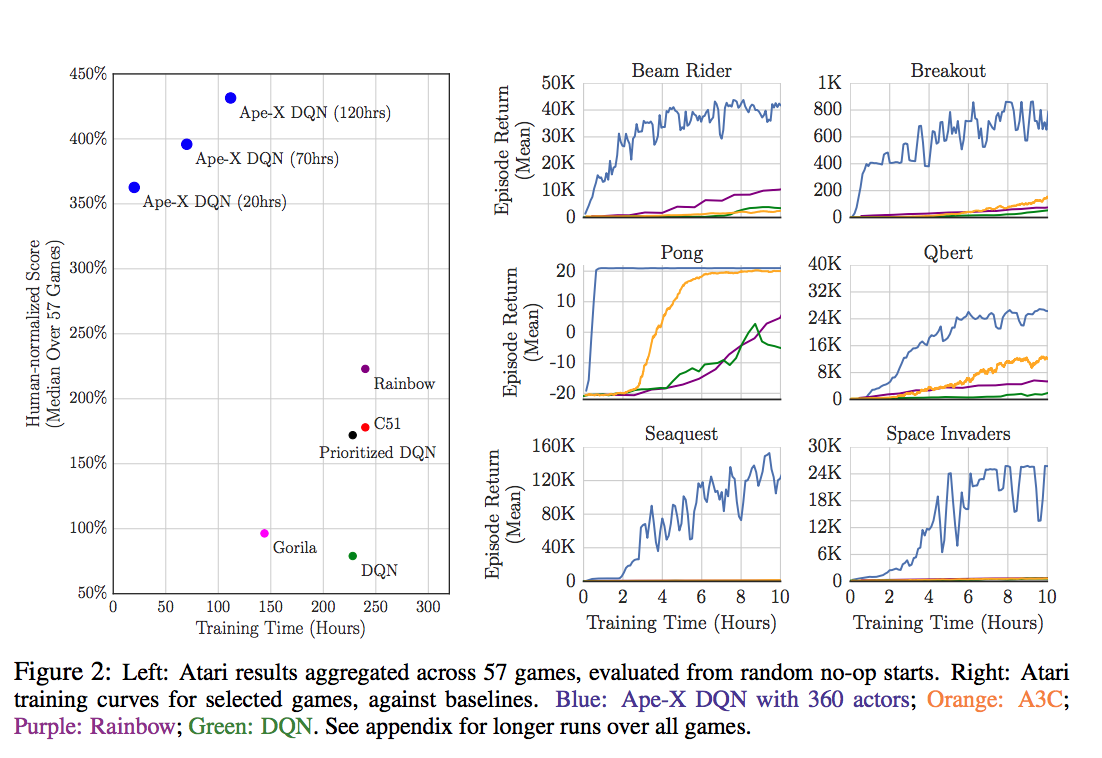 450%
400%
350%
300%
250%
200%
150%
100%
50%
Human-normalized Score
(Median Over 57 Games)
Ape-X DQN (120hrs)
Ape-X DQN (70hrs)
Ape-X DQN (20hrs)
Rainbow
C51
Prioritized DQN
Gorila
DQN
0 50 100 150 200 250 300
Training Time (Hours)
Beam Rider
Episode Return
(Mean)
50K
40K
30K
20K
10K
0
Breakout
1K
800
600
400
200
0
Pong
Episode Return
(Mean)
20
10
0
−10
−20
Qbert
40K
32K
24K
16K
8K
0
Seaquest
Episode Return
(Mean)
160K
120K
80K
40K
0
0 2 4 6 8 10
Training Time (Hours)
Space Invaders
30K
24K
18K
12K
6K
0
0 2 4 6 8 10
Training Time (Hours)
Figure 2: Left: Atari results aggregated across 57 games, evaluated from random no-op starts. Right: Atari
training curves for selected games, against baselines. Blue: Ape-X DQN with 360 actors; Orange: A3C;
Purple: Rainbow; Green: DQN. See appendix for longer runs over all games.